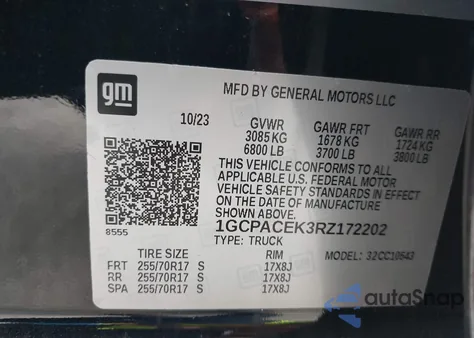 gm
MFD BY GENERAL MOTORS LLC
10/23 GVWR GAWR FRT GAWR RR
3085 KG 1678 KG 1724 KG
6800 LB 3700 LB 3800 LB
THIS VEHICLE CONFORMS TO ALL
APPLICABLE U.S. FEDERAL MOTOR
VEHICLE SAFETY STANDARDS IN EFFECT
ON THE DATE OF MANUFACTURE
SHOWN ABOVE.
8555
1GCPACEK3RZ172202
TYPE: TRUCK MODEL: 32CC10543
TIRE SIZE RIM
FRT 255/70R17 S 17X8J
RR 255/70R17 S 17X8J
SPA 255/70R17 S 17X8J
autoSnap